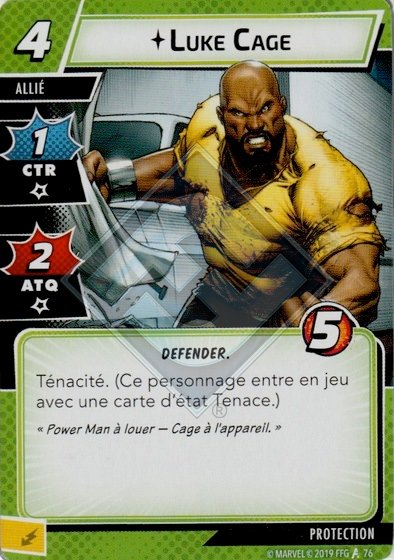 4
LUKE CAGE
ALLIÉ
1
CTR
2
ATQ
5
DEFENDER.
Ténacité. (Ce personnage entre en jeu
avec une carte d'état Tenace.)
« Power Man à louer — Cage à l'appareil. »
®
PROTECTION
© MARVEL © 2019 FFG 76